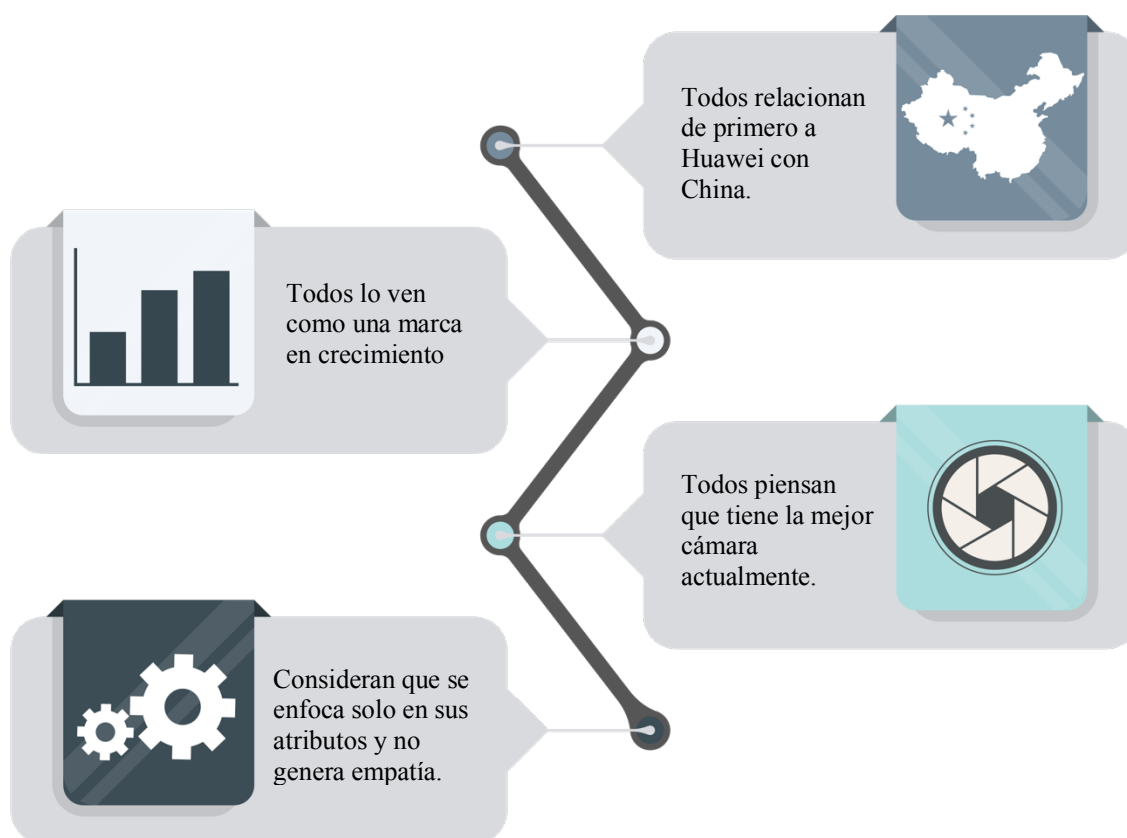 Todos relacionan
de primero a
Huawei con
China.
Todos lo ven
como una marca
en crecimiento
Todos piensan
que tiene la mejor
cámara
actualmente.
Consideran que se
enfoca solo en sus
atributos y no
genera empatía.